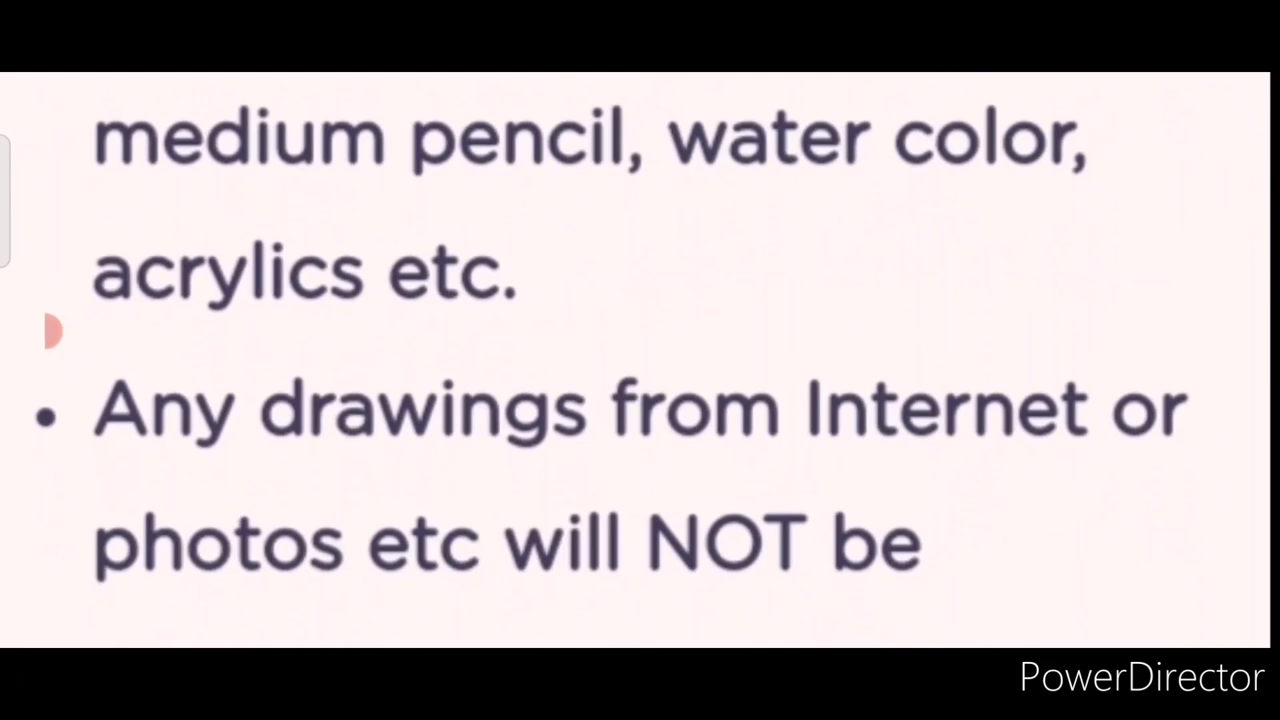 medium pencil, water color,
acrylics etc.
• Any drawings from Internet or
photos etc will NOT be
PowerDirector